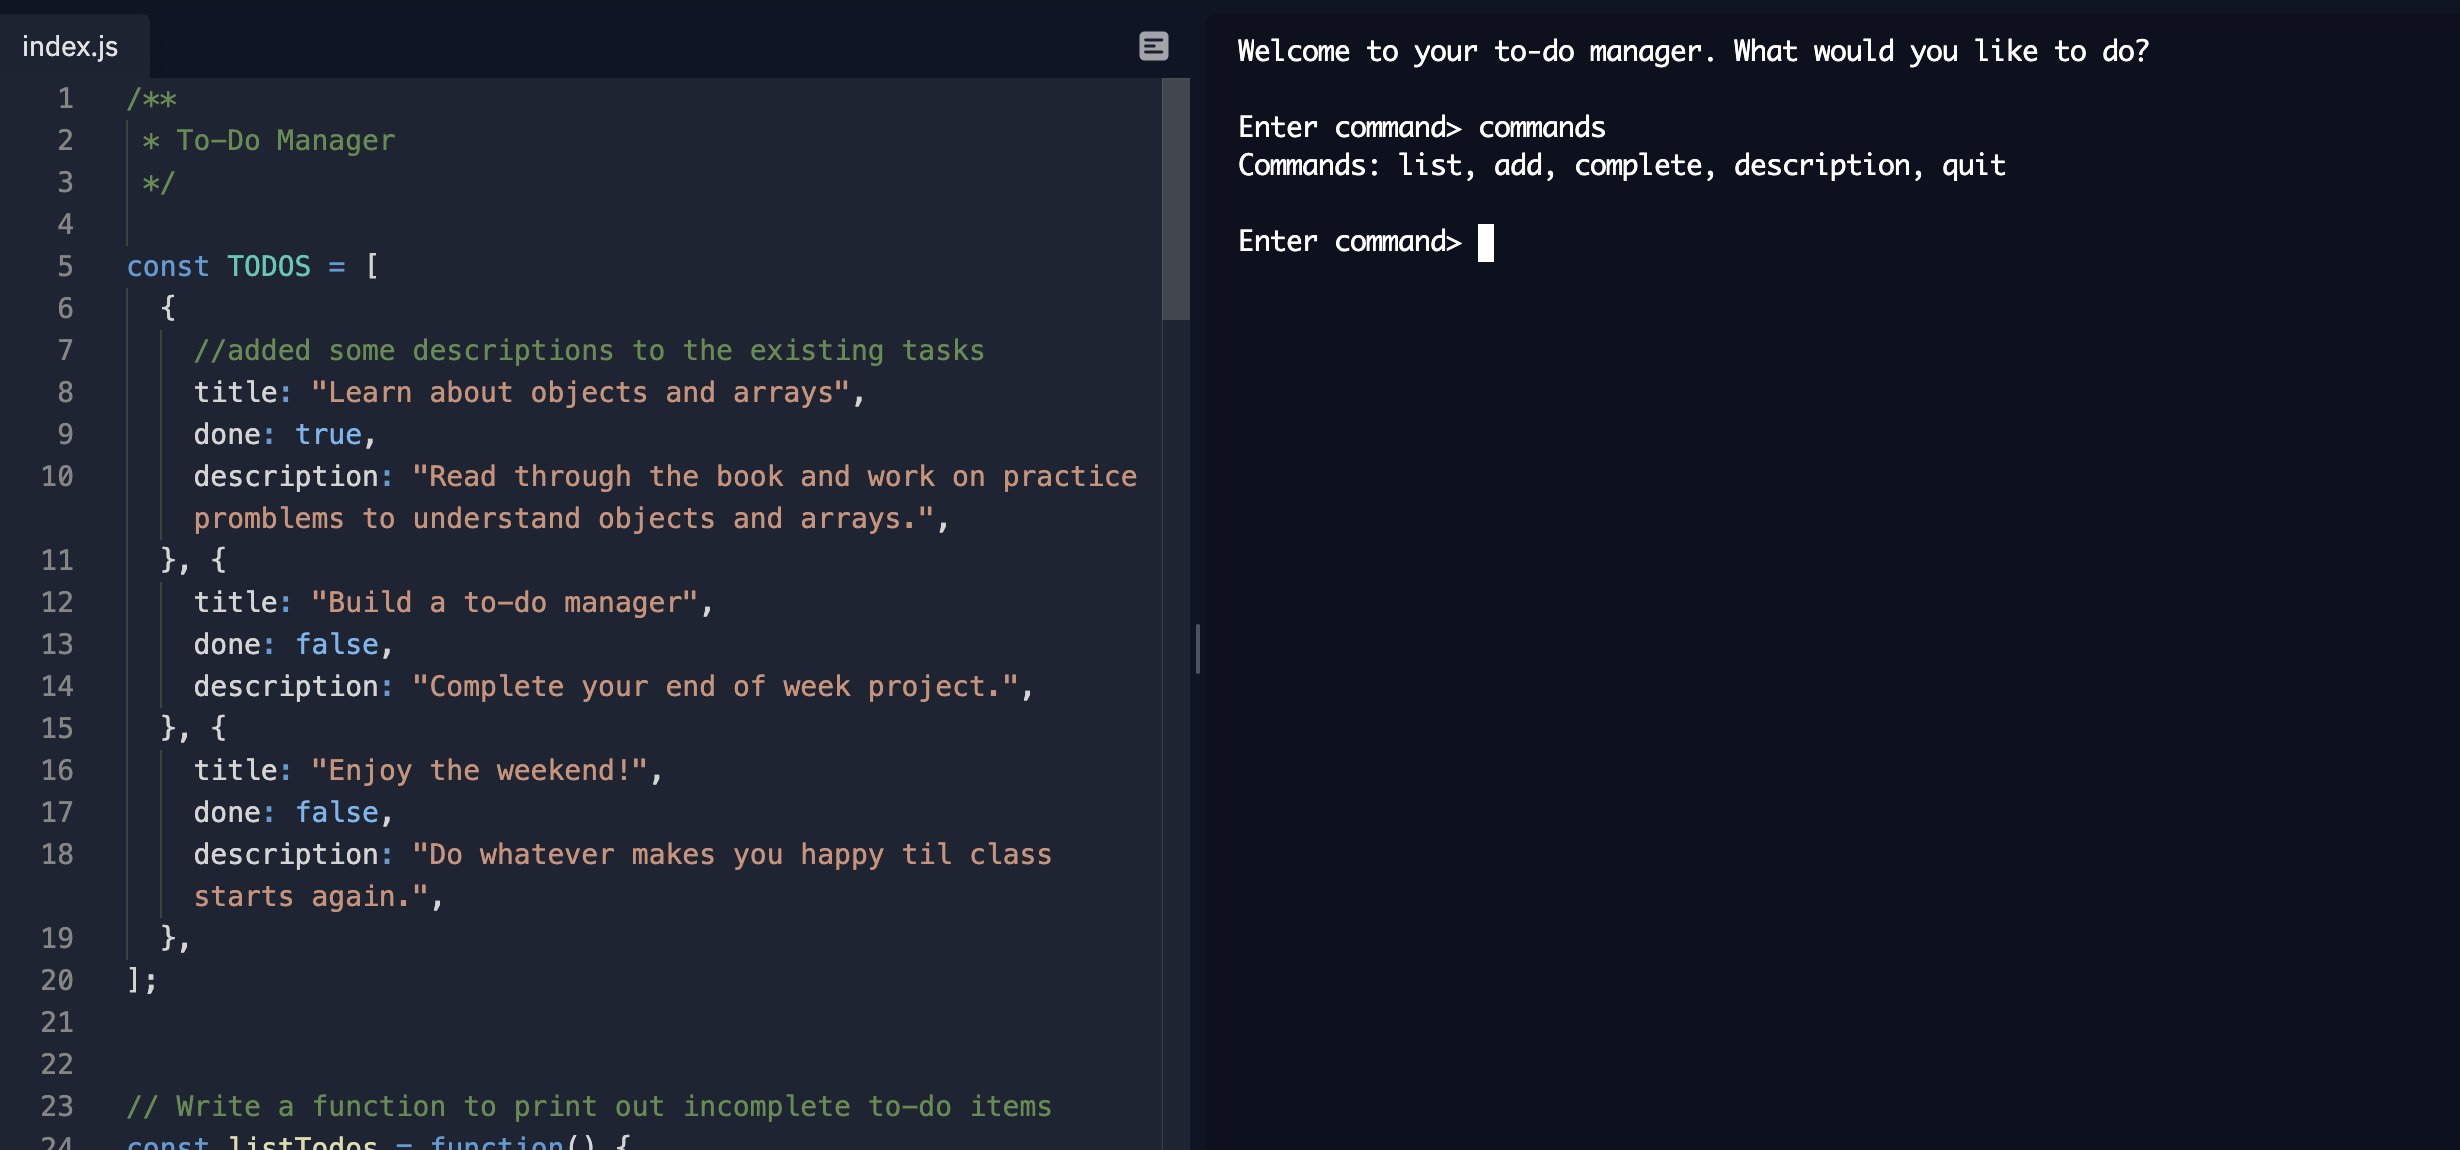 index.js
1 /**
2 * To-Do Manager
3 */
4
5 const TODOS = [
6 {
7 //added some descriptions to the existing tasks
8 title: "Learn about objects and arrays",
9 done: true,
10 description: "Read through the book and work on practice
promblems to understand objects and arrays.",
11 }, {
12 title: "Build a to-do manager",
13 done: false,
14 description: "Complete your end of week project.",
15 }, {
16 title: "Enjoy the weekend!",
17 done: false,
18 description: "Do whatever makes you happy til class
starts again.",
19 },
20 ];
21
22
23 // Write a function to print out incomplete to-do items
24 const listTodos = function() {
Welcome to your to-do manager. What would you like to do?
Enter command> commands
Commands: list, add, complete, description, quit
Enter command>